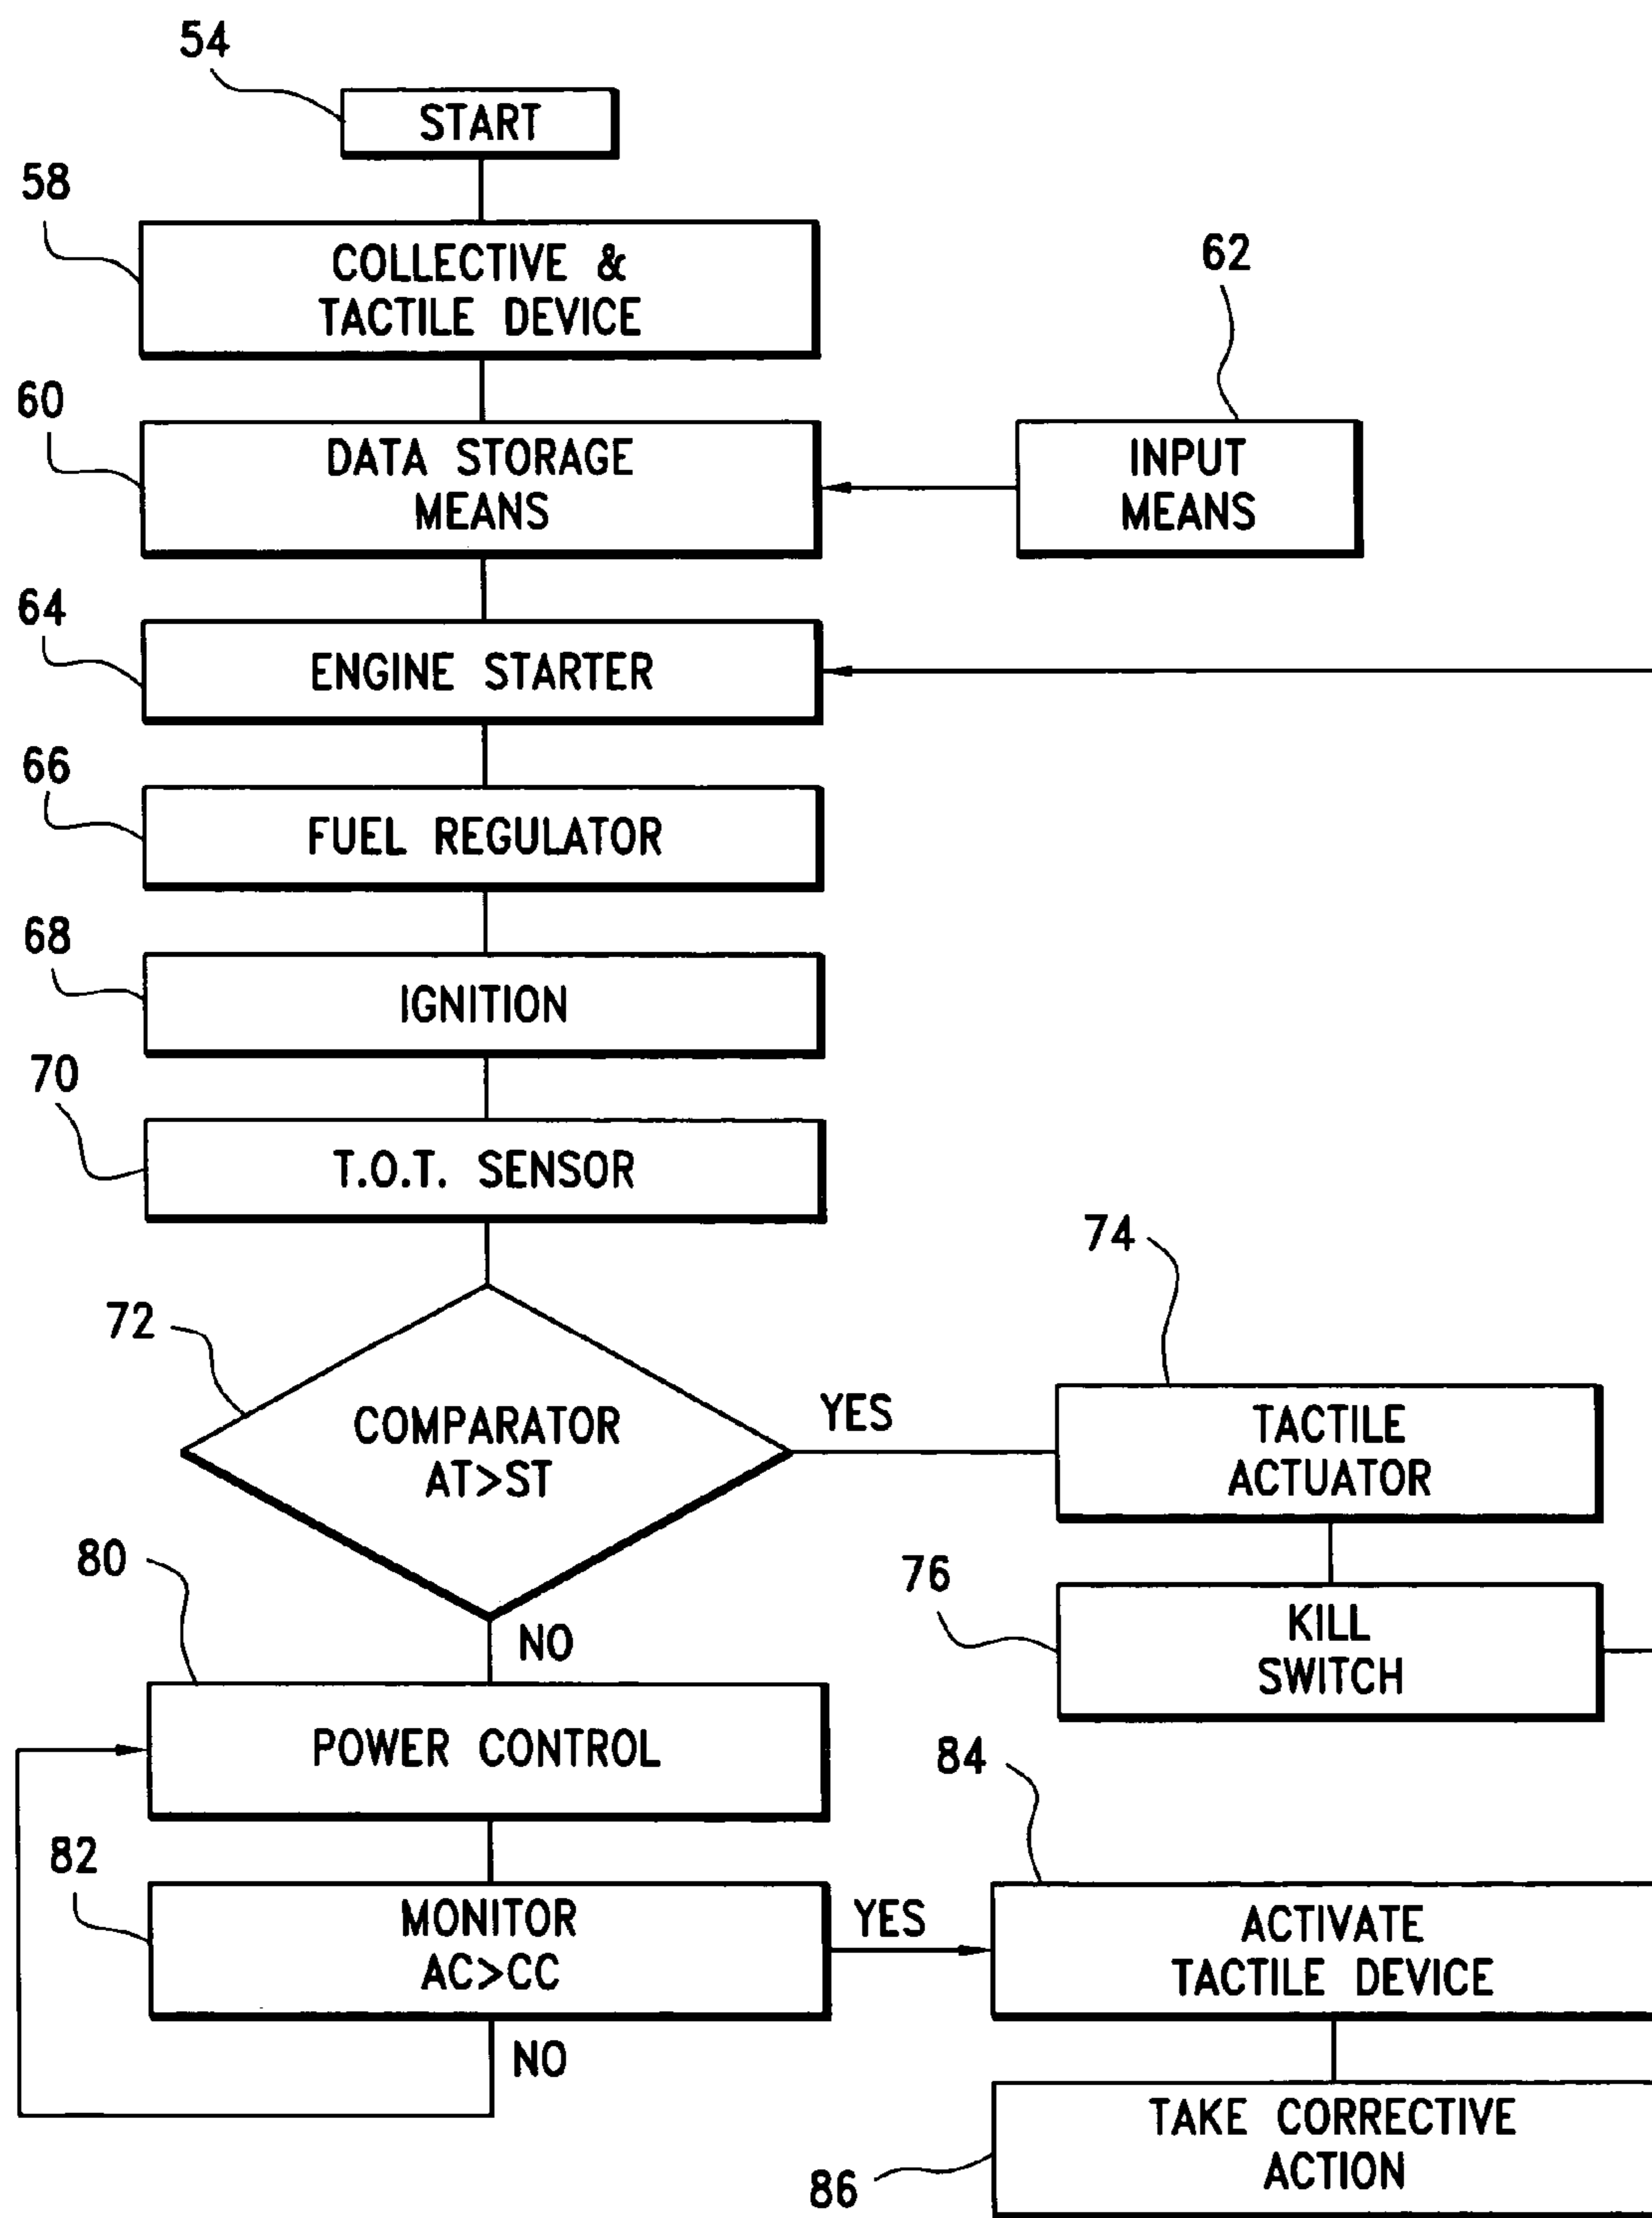 54
START
58
COLLECTIVE &
TACTILE DEVICE
62
60
DATA STORAGE
MEANS
INPUT
MEANS
64
ENGINE STARTER
66
FUEL REGULATOR
68
IGNITION
70
T.O.T. SENSOR
72
COMPARATOR
AT>ST
YES
74
TACTILE
ACTUATOR
NO
76
KILL
SWITCH
80
POWER CONTROL
82
MONITOR
AC>CC
YES
84
ACTIVATE
TACTILE DEVICE
NO
86
TAKE CORRECTIVE
ACTION